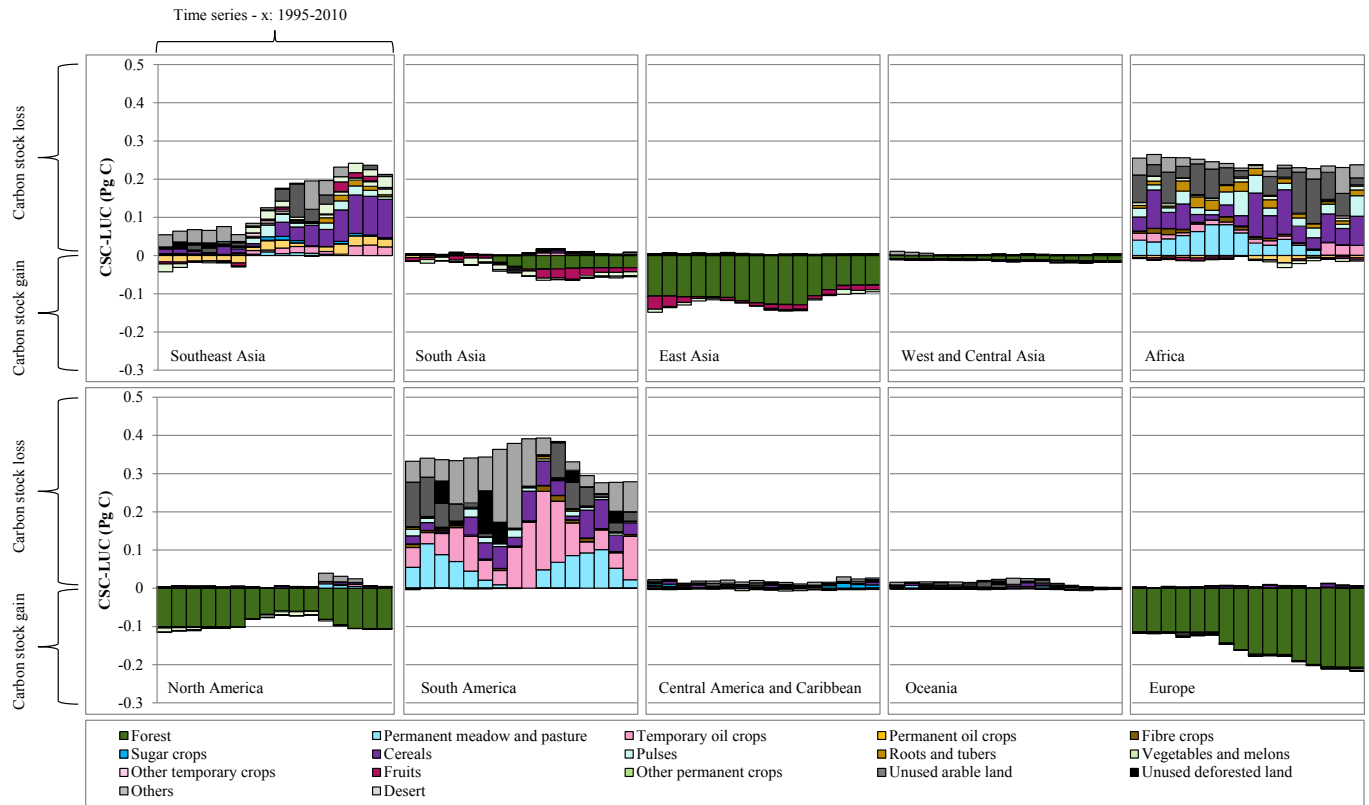 Time series - x: 1995-2010
Carbon stock loss
Carbon stock gain
CSC-LUC (Pg C)
0.5
0.4
0.3
0.2
0.1
0
-0.1
-0.2
-0.3
Southeast Asia
South Asia
East Asia
West and Central Asia
Africa
Carbon stock loss
Carbon stock gain
CSC-LUC (Pg C)
0.5
0.4
0.3
0.2
0.1
0
-0.1
-0.2
-0.3
North America
South America
Central America and Caribbean
Oceania
Europe
Forest
Permanent meadow and pasture
Temporary oil crops
Permanent oil crops
Fibre crops
Sugar crops
Cereals
Pulses
Roots and tubers
Vegetables and melons
Other temporary crops
Fruits
Other permanent crops
Unused arable land
Unused deforested land
Others
Desert